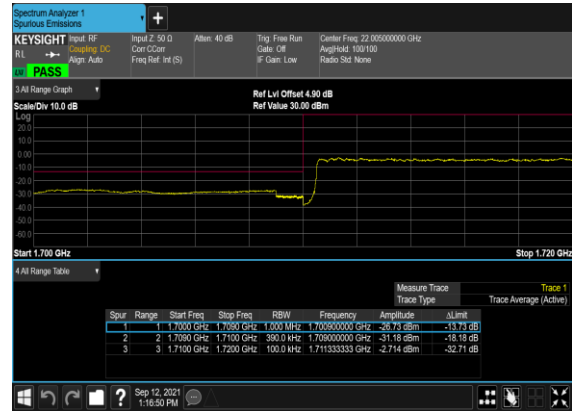 Spectrum Analyzer 1
Spurious Emissions
KEYSIGHT Input: RF Input Z: 50 Ω Atten: 40 dB Trig: Free Run Center Freq: 22.005000000 GHz
RL Coupling: DC Corr CCorr Gate: Off Avg|Hold: 100/100
Align: Auto Freq Ref: Int (S) IF Gain: Low Radio Std: None
PASS
3 All Range Graph
Ref Lvl Offset 4.90 dB
Scale/Div 10.0 dB Ref Value 30.00 dBm
Log
20.0
10.0
0.00
-10.0
-20.0
-30.0
-40.0
-50.0
-60.0
Start 1.700 GHz Stop 1.720 GHz
4 All Range Table
Measure Trace Trace 1
Trace Type Trace Average (Active)
Spur Range Start Freq Stop Freq RBW Frequency Amplitude ΔLimit
1 1 1.7000 GHz 1.7090 GHz 1.000 MHz 1.700900000 GHz -26.73 dBm -13.73 dB
2 2 1.7090 GHz 1.7100 GHz 390.0 kHz 1.709000000 GHz -31.18 dBm -18.18 dB
3 3 1.7100 GHz 1.7200 GHz 100.0 kHz 1.711333333 GHz -2.714 dBm -32.71 dB
Sep 12, 2021
1:16:50 PM